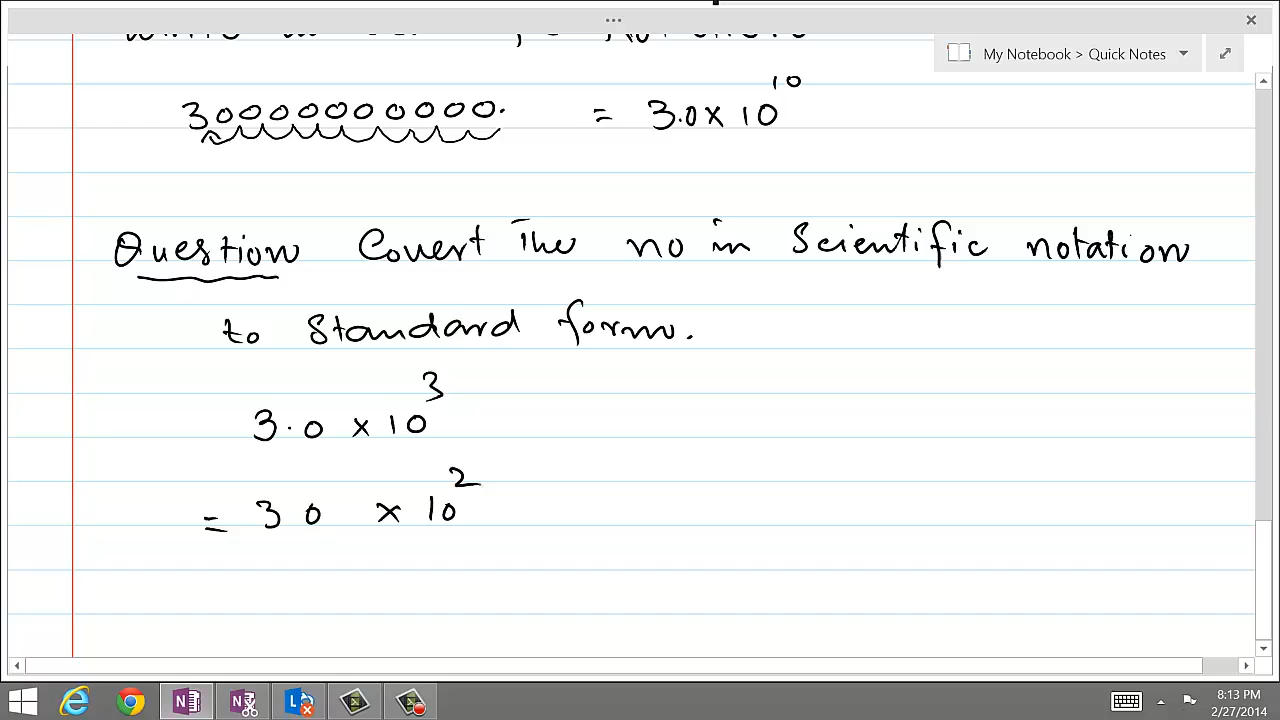 ...
My Notebook > Quick Notes
30000000000. = 3.0 x 10^10
Question Covert The no in Scientific notation
to Standard form.
3.0 x 10^3
= 30 x 10^2
8:13 PM
2/27/2014